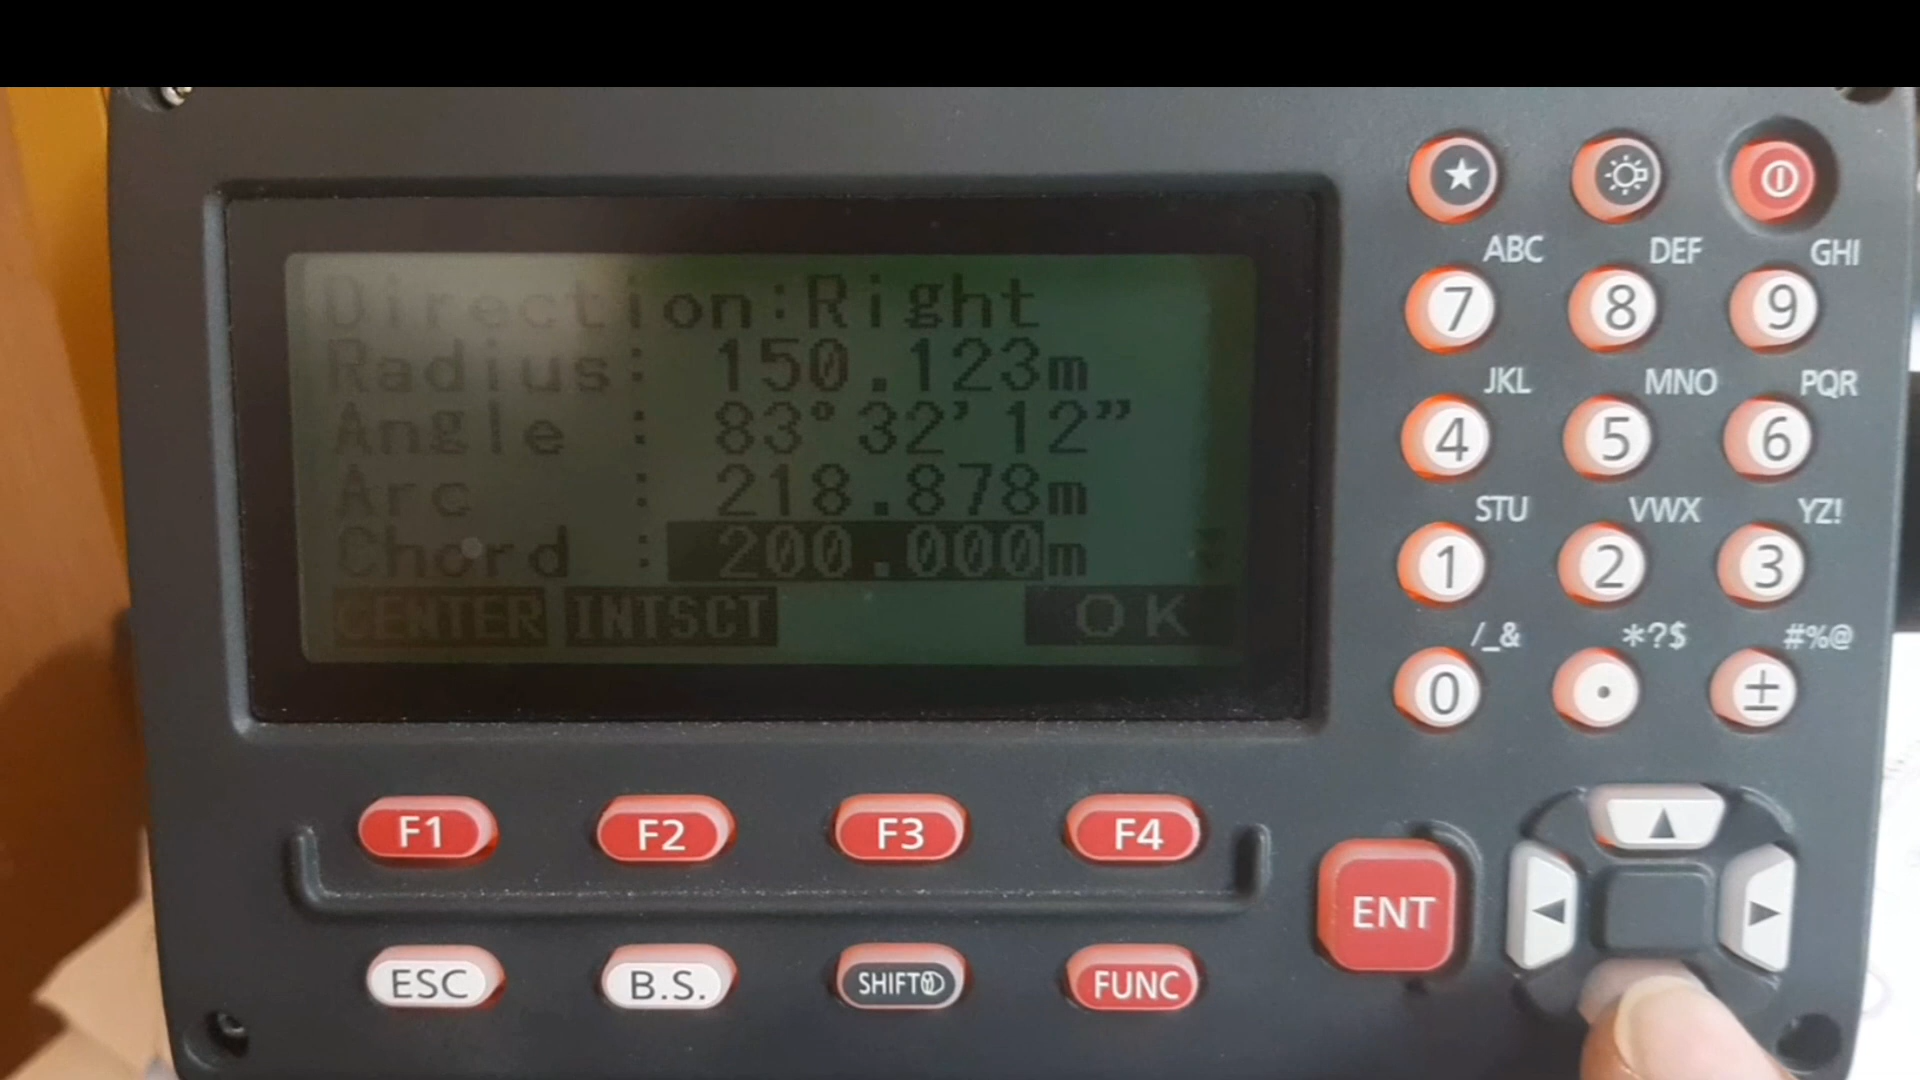 Direction:Right
Radius: 150.123m
Angle : 83°32'12"
Arc : 218.878m
Chord : 200.000m
CENTER INTSCT OK
ABC DEF GHI
7 8 9
JKL MNO PQR
4 5 6
STU VWX YZ!
1 2 3
/_& *?$ #%@
0 • ±
F1 F2 F3 F4
ENT
ESC B.S. SHIFT FUNC